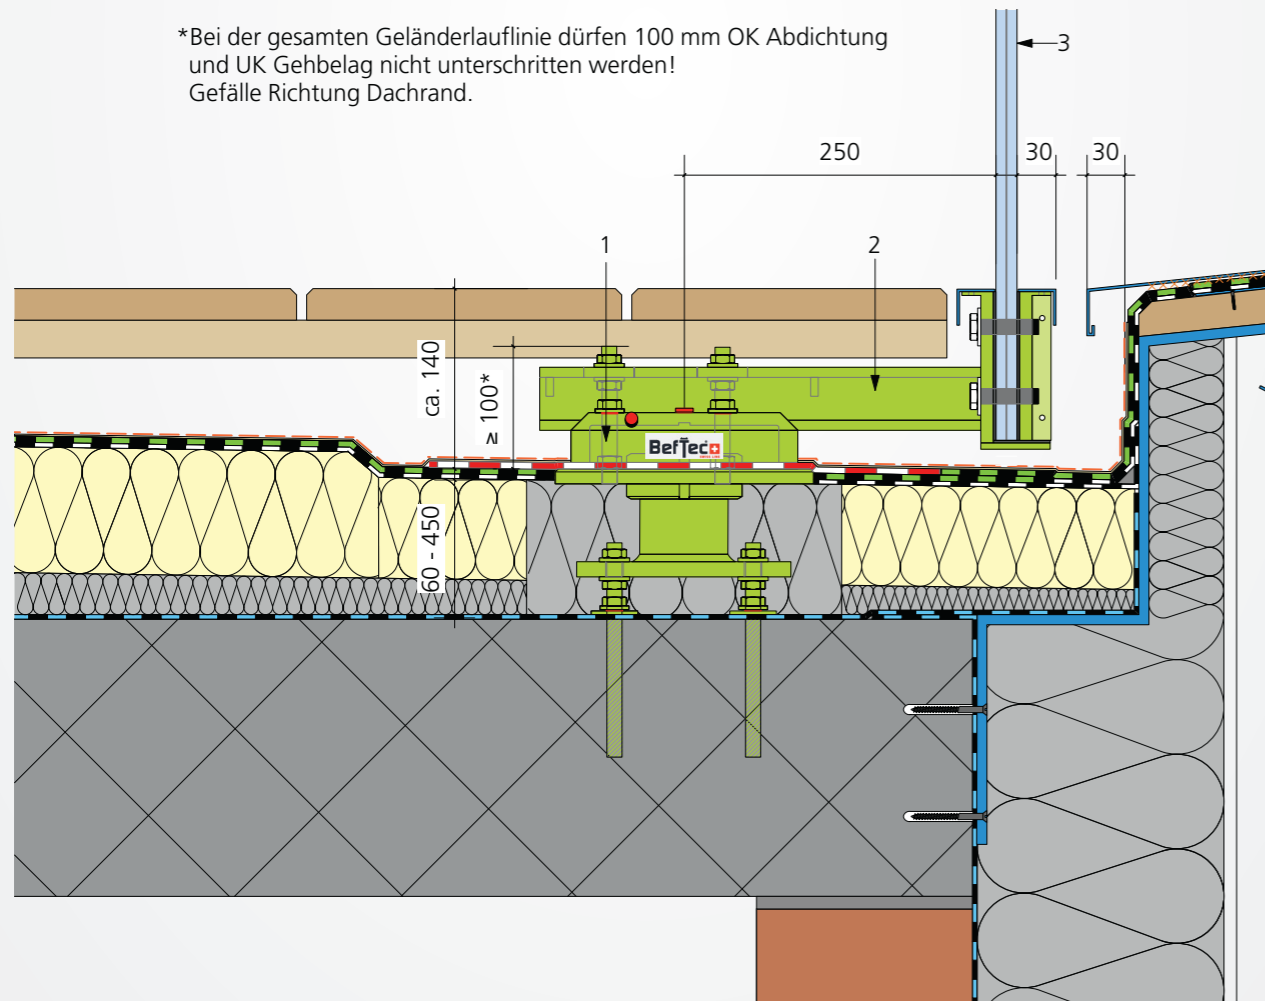 *Bei der gesamten Geländerlauflinie dürfen 100 mm OK Abdichtung
und UK Gehbelag nicht unterschritten werden!
Gefälle Richtung Dachrand.
3
250
30
30
1
2
ca. 140
≥ 100*
BefTec
60 - 450